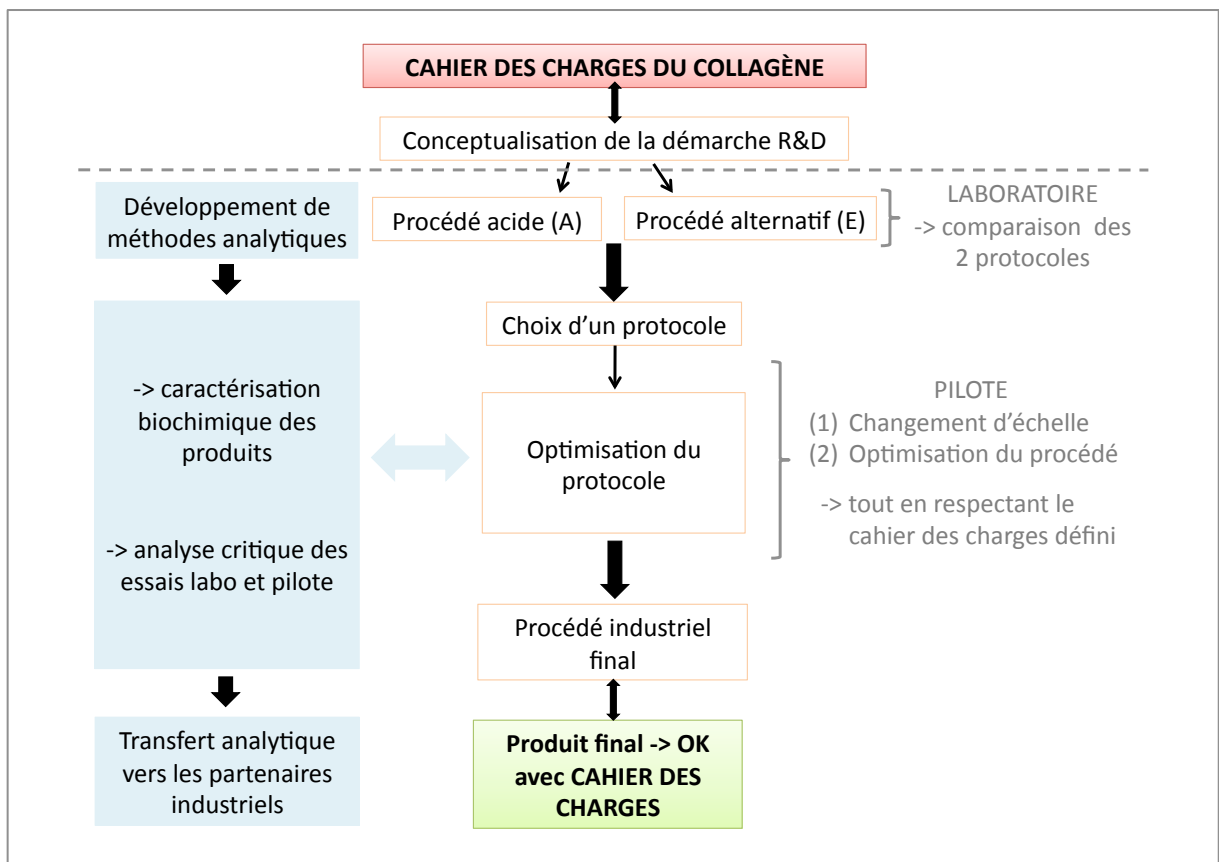 CAHIER DES CHARGES DU COLLAGÈNE
Conceptualisation de la démarche R&D
Développement de
méthodes analytiques
Procédé acide (A)
Procédé alternatif (E)
LABORATOIRE
-> comparaison des
2 protocoles
Choix d’un protocole
-> caractérisation
biochimique des
produits
-> analyse critique des
essais labo et pilote
Optimisation du
protocole
PILOTE
(1) Changement d’échelle
(2) Optimisation du procédé
-> tout en respectant le
cahier des charges défini
Procédé industriel
final
Transfert analytique
vers les partenaires
industriels
Produit final -> OK
avec CAHIER DES
CHARGES